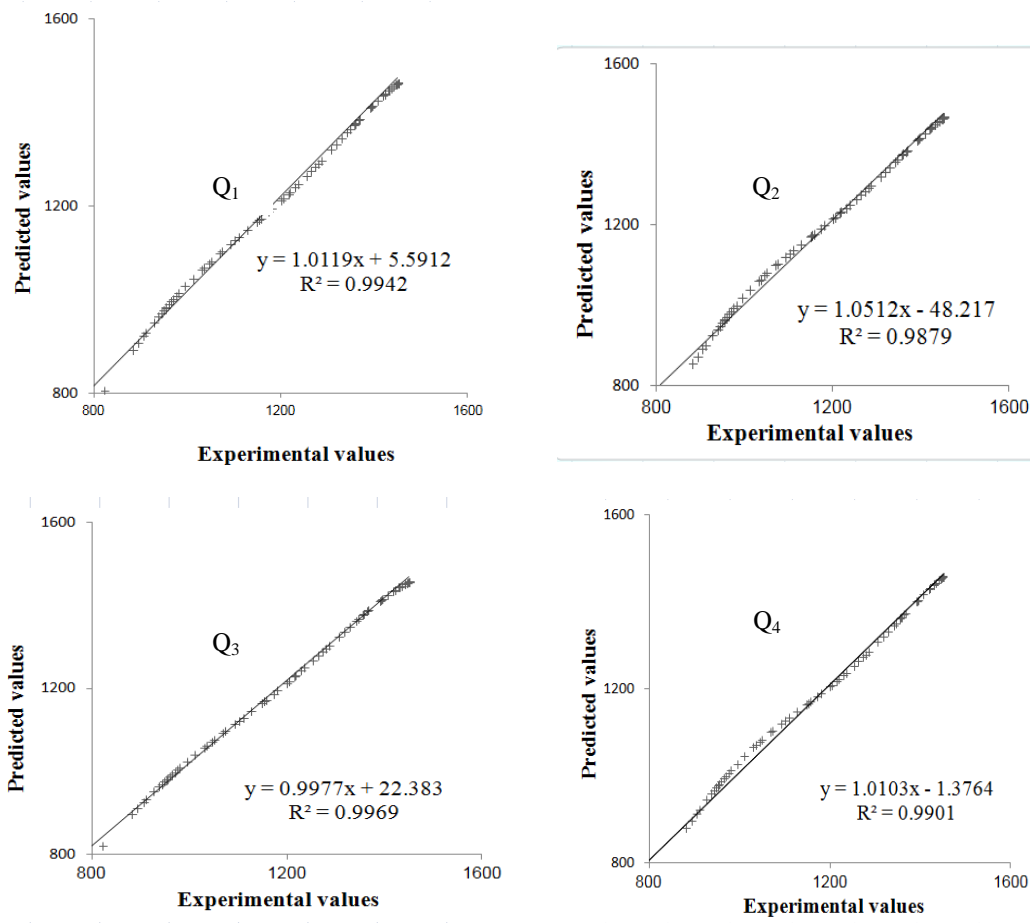 1600
1200
800
Predicted values
Q₁
y = 1.0119x + 5.5912
R² = 0.9942
800
1200
1600
Experimental values
1600
1200
800
Predicted values
Q₂
y = 1.0512x - 48.217
R² = 0.9879
800
1200
1600
Experimental values
1600
1200
800
Predicted values
Q₃
y = 0.9977x + 22.383
R² = 0.9969
800
1200
1600
Experimental values
1600
1200
800
Predicted values
Q₄
y = 1.0103x - 1.3764
R² = 0.9901
800
1200
1600
Experimental values